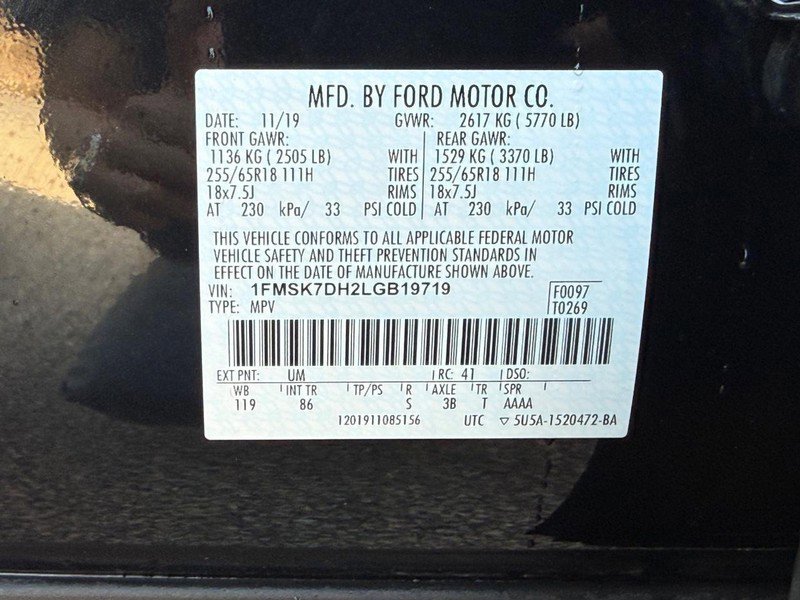 MFD. BY FORD MOTOR CO.
DATE: 11/19 GVWR: 2617 KG ( 5770 LB)
FRONT GAWR: REAR GAWR:
1136 KG ( 2505 LB) WITH 1529 KG ( 3370 LB) WITH
255/65R18 111H TIRES 255/65R18 111H TIRES
18x7.5J RIMS 18x7.5J RIMS
AT 230 kPa/ 33 PSI COLD AT 230 kPa/ 33 PSI COLD
THIS VEHICLE CONFORMS TO ALL APPLICABLE FEDERAL MOTOR
VEHICLE SAFETY AND THEFT PREVENTION STANDARDS IN
EFFECT ON THE DATE OF MANUFACTURE SHOWN ABOVE.
VIN: 1FMSK7DH2LGB19719 F0097
TYPE: MPV T0269
EXT PNT: UM RC: 41 DSO:
WB INT TR TP/PS R AXLE TR SPR
119 86 S 3B T AAAA
1201911085156 UTC ▽ 5U5A-1520472-BA